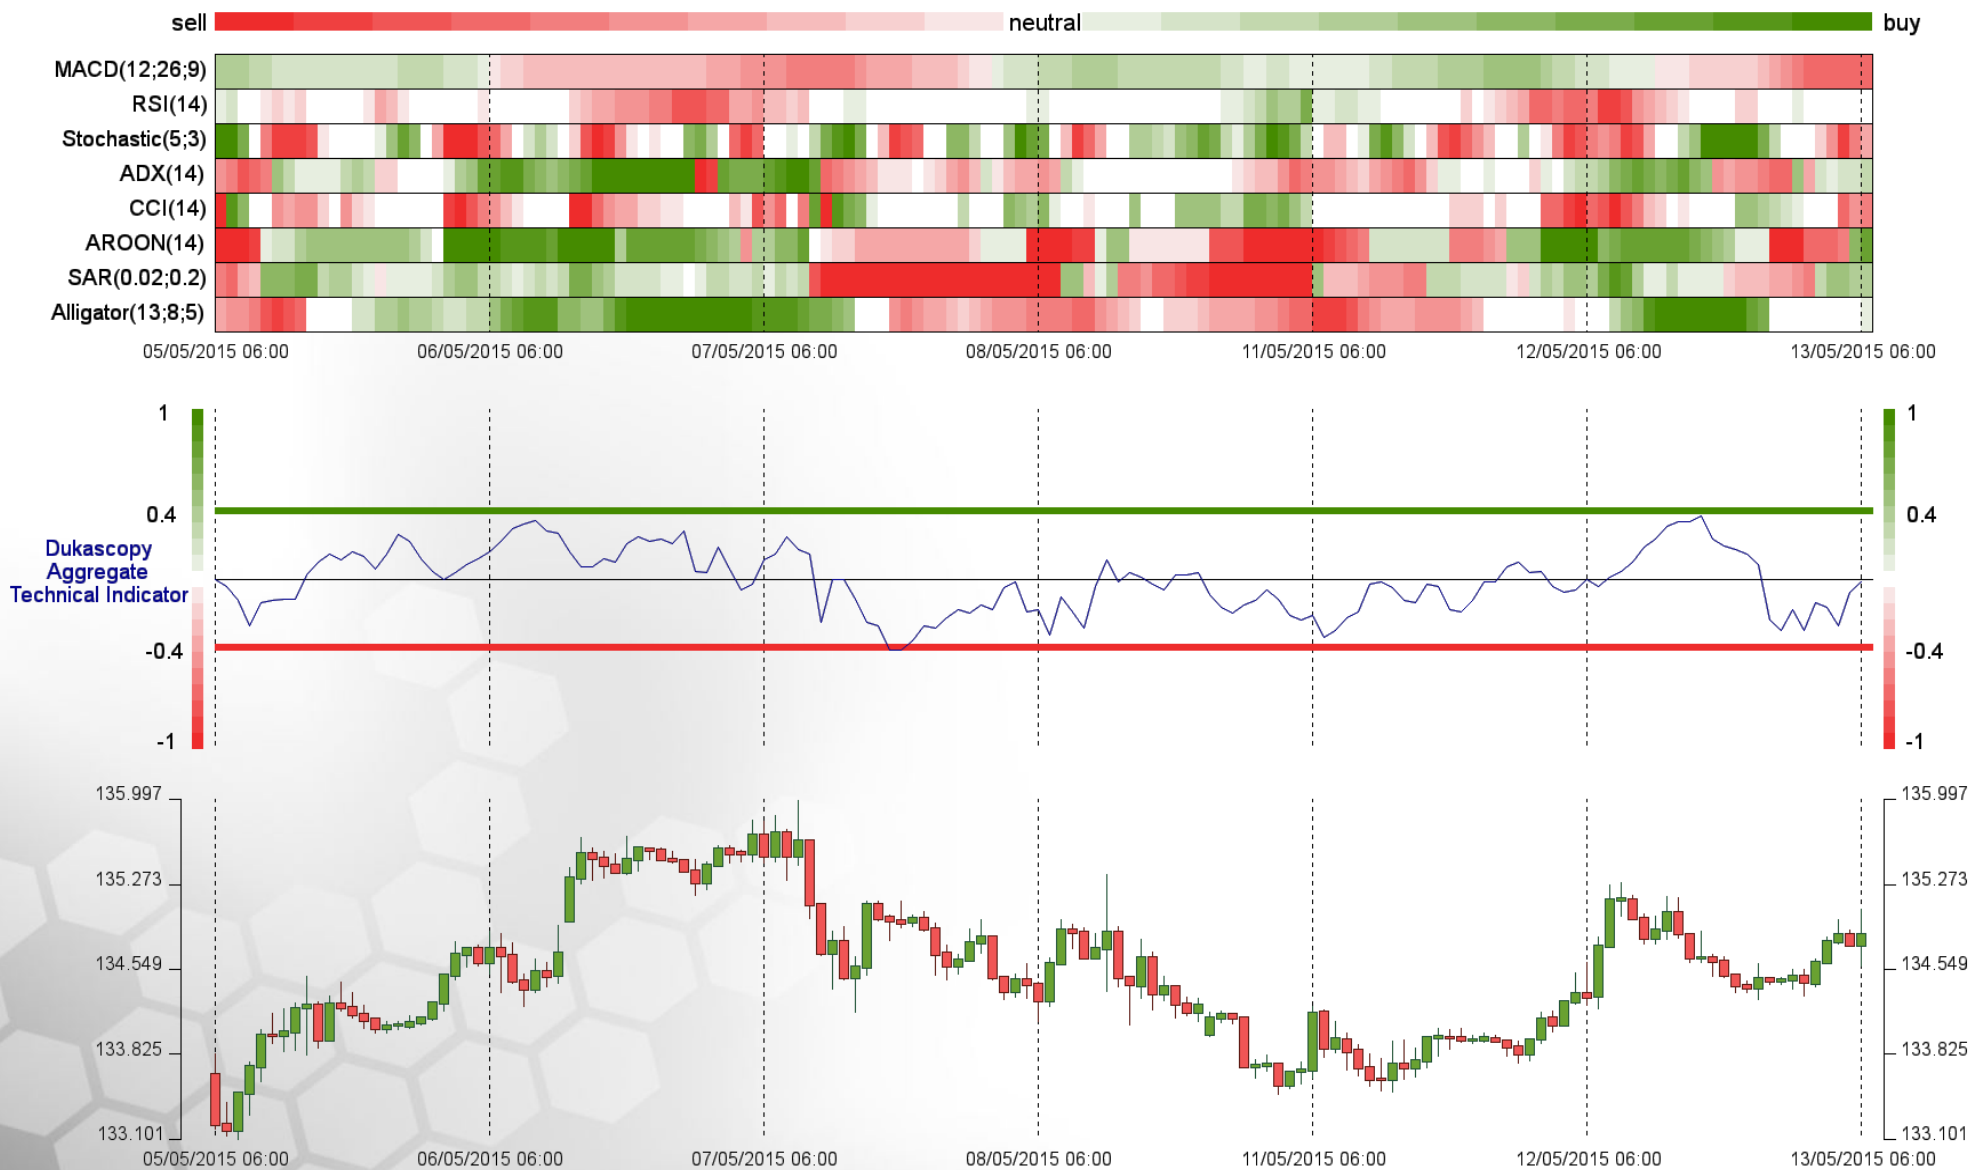 sell neutral buy
MACD(12;26;9)
RSI(14)
Stochastic(5;3)
ADX(14)
CCI(14)
AROON(14)
SAR(0.02;0.2)
Alligator(13;8;5)
05/05/2015 06:00 06/05/2015 06:00 07/05/2015 06:00 08/05/2015 06:00 11/05/2015 06:00 12/05/2015 06:00 13/05/2015 06:00
1 1
0.4 0.4
Dukascopy
Aggregate
Technical Indicator
-0.4 -0.4
-1 -1
135.997 135.997
135.273 135.273
134.549 134.549
133.825 133.825
133.101 133.101
05/05/2015 06:00 06/05/2015 06:00 07/05/2015 06:00 08/05/2015 06:00 11/05/2015 06:00 12/05/2015 06:00 13/05/2015 06:00